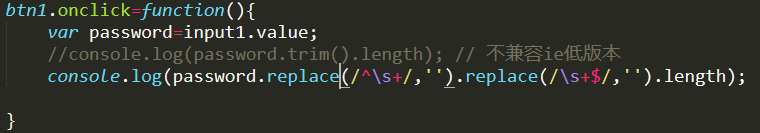 btn1.onclick=function(){
var password=input1.value;
//console.log(password.trim().length); // 不兼容ie低版本
console.log(password.replace(/^\s+/,'').replace(/\s+$/,'').length);
}